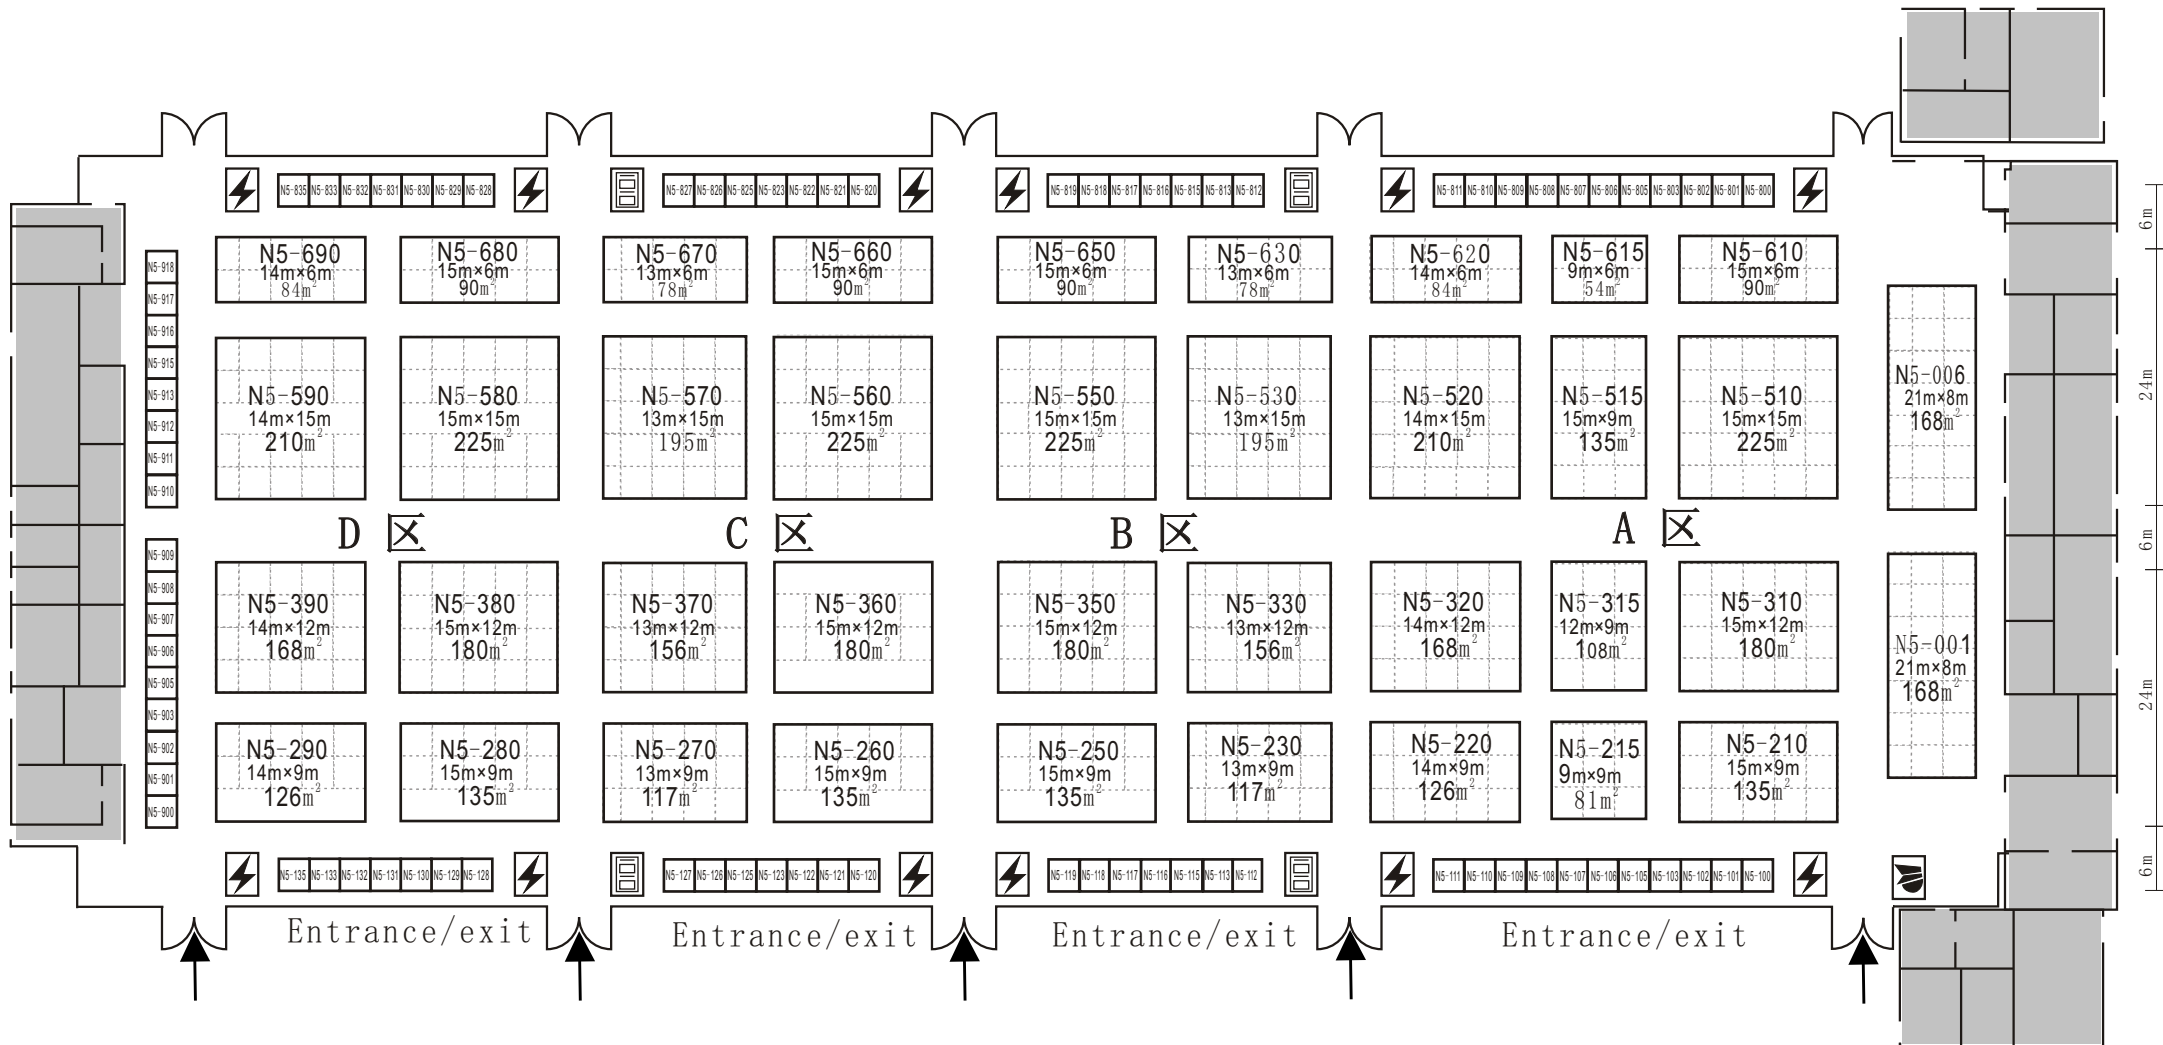 N5-835 N5-833 N5-832 N5-831 N5-830 N5-829 N5-828
N5-827 N5-826 N5-825 N5-823 N5-822 N5-821 N5-820
N5-819 N5-818 N5-817 N5-816 N5-815 N5-813 N5-812
N5-811 N5-810 N5-809 N5-808 N5-807 N5-806 N5-805 N5-803 N5-802 N5-801 N5-800
N5-918
N5-917
N5-916
N5-915
N5-913
N5-912
N5-911
N5-910
N5-909
N5-908
N5-907
N5-906
N5-905
N5-903
N5-902
N5-901
N5-900
N5-690
14m×6m
84m²
N5-680
15m×6m
90m²
N5-670
13m×6m
78m²
N5-660
15m×6m
90m²
N5-650
15m×6m
90m²
N5-630
13m×6m
78m²
N5-620
14m×6m
84m²
N5-615
9m×6m
54m²
N5-610
15m×6m
90m²
N5-590
14m×15m
210m²
N5-580
15m×15m
225m²
N5-570
13m×15m
195m²
N5-560
15m×15m
225m²
N5-550
15m×15m
225m²
N5-530
13m×15m
195m²
N5-520
14m×15m
210m²
N5-515
15m×9m
135m²
N5-510
15m×15m
225m²
N5-006
21m×8m
168m²
D 区
C 区
B 区
A 区
N5-390
14m×12m
168m²
N5-380
15m×12m
180m²
N5-370
13m×12m
156m²
N5-360
15m×12m
180m²
N5-350
15m×12m
180m²
N5-330
13m×12m
156m²
N5-320
14m×12m
168m²
N5-315
12m×9m
108m²
N5-310
15m×12m
180m²
N5-001
21m×8m
168m²
N5-290
14m×9m
126m²
N5-280
15m×9m
135m²
N5-270
13m×9m
117m²
N5-260
15m×9m
135m²
N5-250
15m×9m
135m²
N5-230
13m×9m
117m²
N5-220
14m×9m
126m²
N5-215
9m×9m
81m²
N5-210
15m×9m
135m²
N5-135 N5-133 N5-132 N5-131 N5-130 N5-129 N5-128
N5-127 N5-126 N5-125 N5-123 N5-122 N5-121 N5-120
N5-119 N5-118 N5-117 N5-116 N5-115 N5-113 N5-112
N5-111 N5-110 N5-109 N5-108 N5-107 N5-106 N5-105 N5-103 N5-102 N5-101 N5-100
Entrance/exit
Entrance/exit
Entrance/exit
Entrance/exit
6m
24m
6m
24m
6m